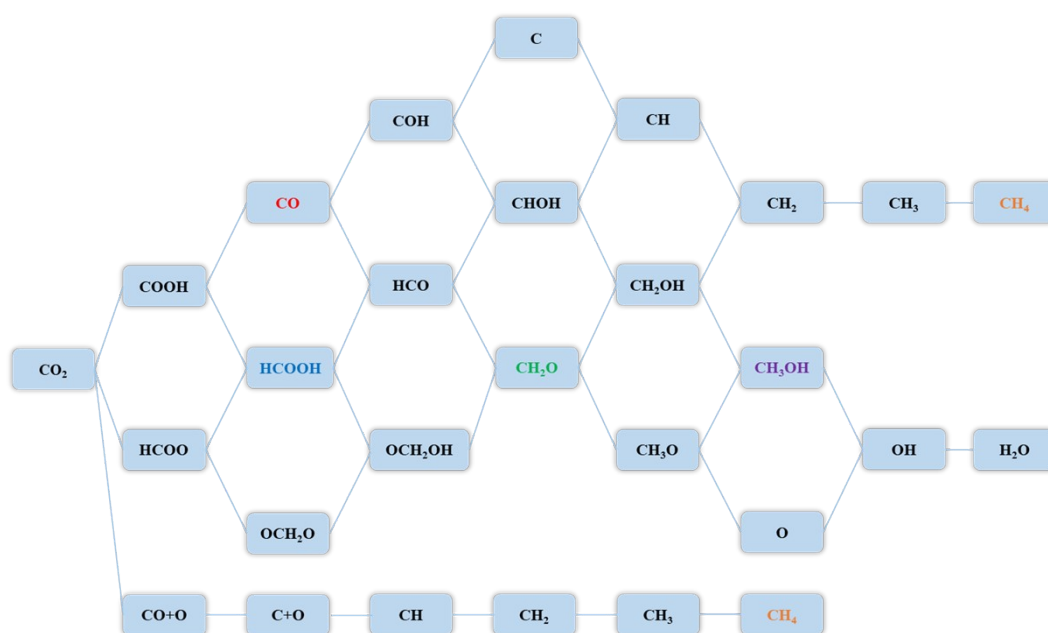 C
COH
CH
CO
CHOH
CH₂
CH₃
CH₄
COOH
HCO
CH₂OH
CO₂
HCOOH
CH₂O
CH₃OH
HCOO
OCH₂OH
CH₃O
OH
H₂O
OCH₂O
O
CO+O
C+O
CH
CH₂
CH₃
CH₄